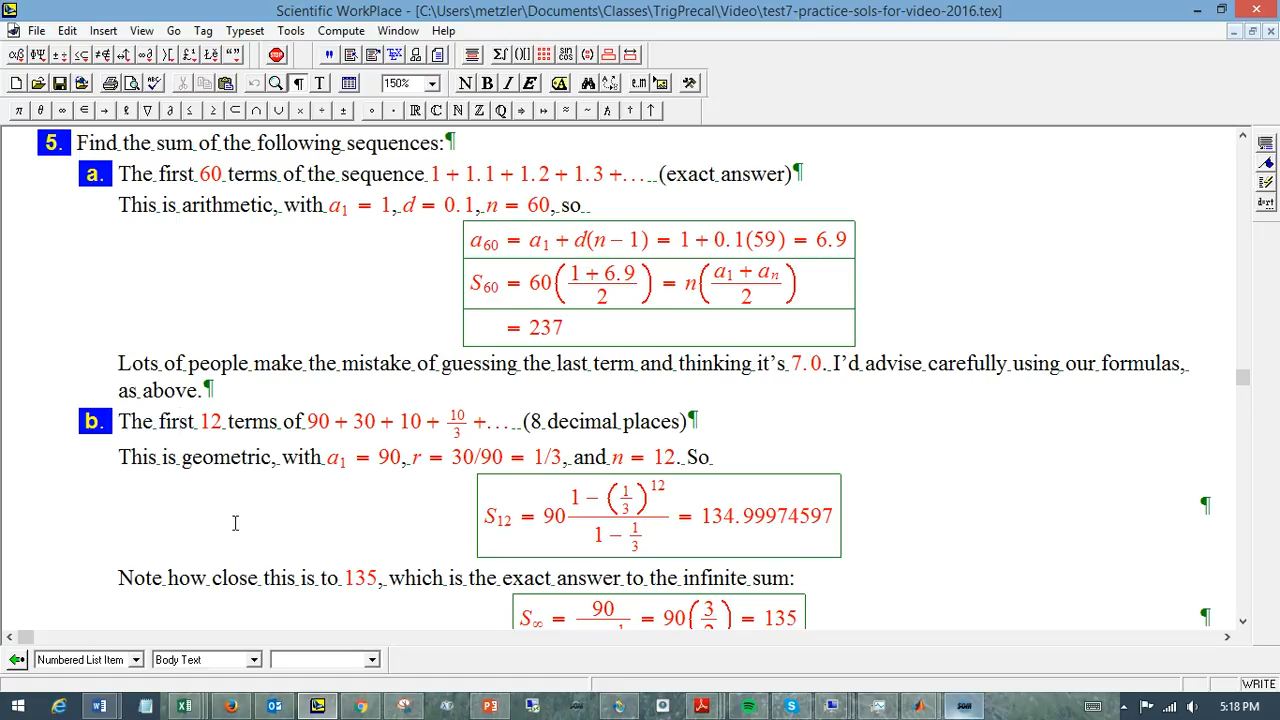 Scientific WorkPlace - [C:\Users\metzler\Documents\Classes\TrigPrecal\Video\test7-practice-sols-for-video-2016.tex]
File Edit Insert View Go Tag Typeset Tools Compute Window Help
150%
N B I E
π θ ∞ ∈ → ℓ ∇ ∂ ≤ ≥ ⊂ ∩ ∪ × ÷ ± ∘ · ℝ ℂ ℕ ℤ ℚ
5. Find the sum of the following sequences:¶
a. The first 60 terms of the sequence 1 + 1.1 + 1.2 + 1.3 +… (exact answer)¶
This is arithmetic, with a₁ = 1, d = 0.1, n = 60, so
a₆₀ = a₁ + d(n − 1) = 1 + 0.1(59) = 6.9
S₆₀ = 60((1 + 6.9)/2) = n((a₁ + aₙ)/2)
= 237
Lots of people make the mistake of guessing the last term and thinking it's 7.0. I'd advise carefully using our formulas,
as above.¶
b. The first 12 terms of 90 + 30 + 10 + 10/3 +… (8 decimal places)¶
This is geometric, with a₁ = 90, r = 30/90 = 1/3, and n = 12. So
S₁₂ = 90 (1 − (1/3)¹²)/(1 − 1/3) = 134.99974597 ¶
Note how close this is to 135, which is the exact answer to the infinite sum:
S∞ = 90 = 90(3/2) = 135 ¶
Numbered List Item Body Text
WRITE
5:18 PM